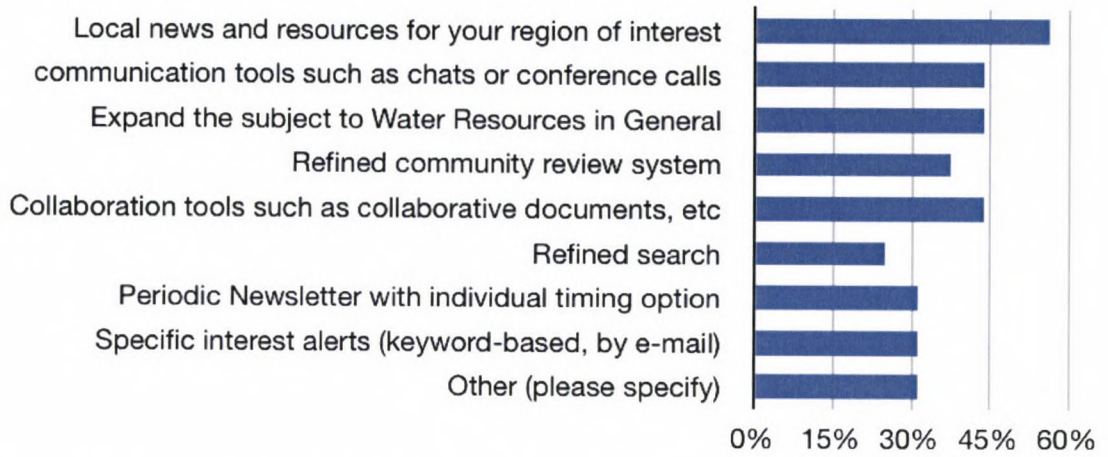 Local news and resources for your region of interest
communication tools such as chats or conference calls
Expand the subject to Water Resources in General
Refined community review system
Collaboration tools such as collaborative documents, etc
Refined search
Periodic Newsletter with individual timing option
Specific interest alerts (keyword-based, by e-mail)
Other (please specify)
0% 15% 30% 45% 60%